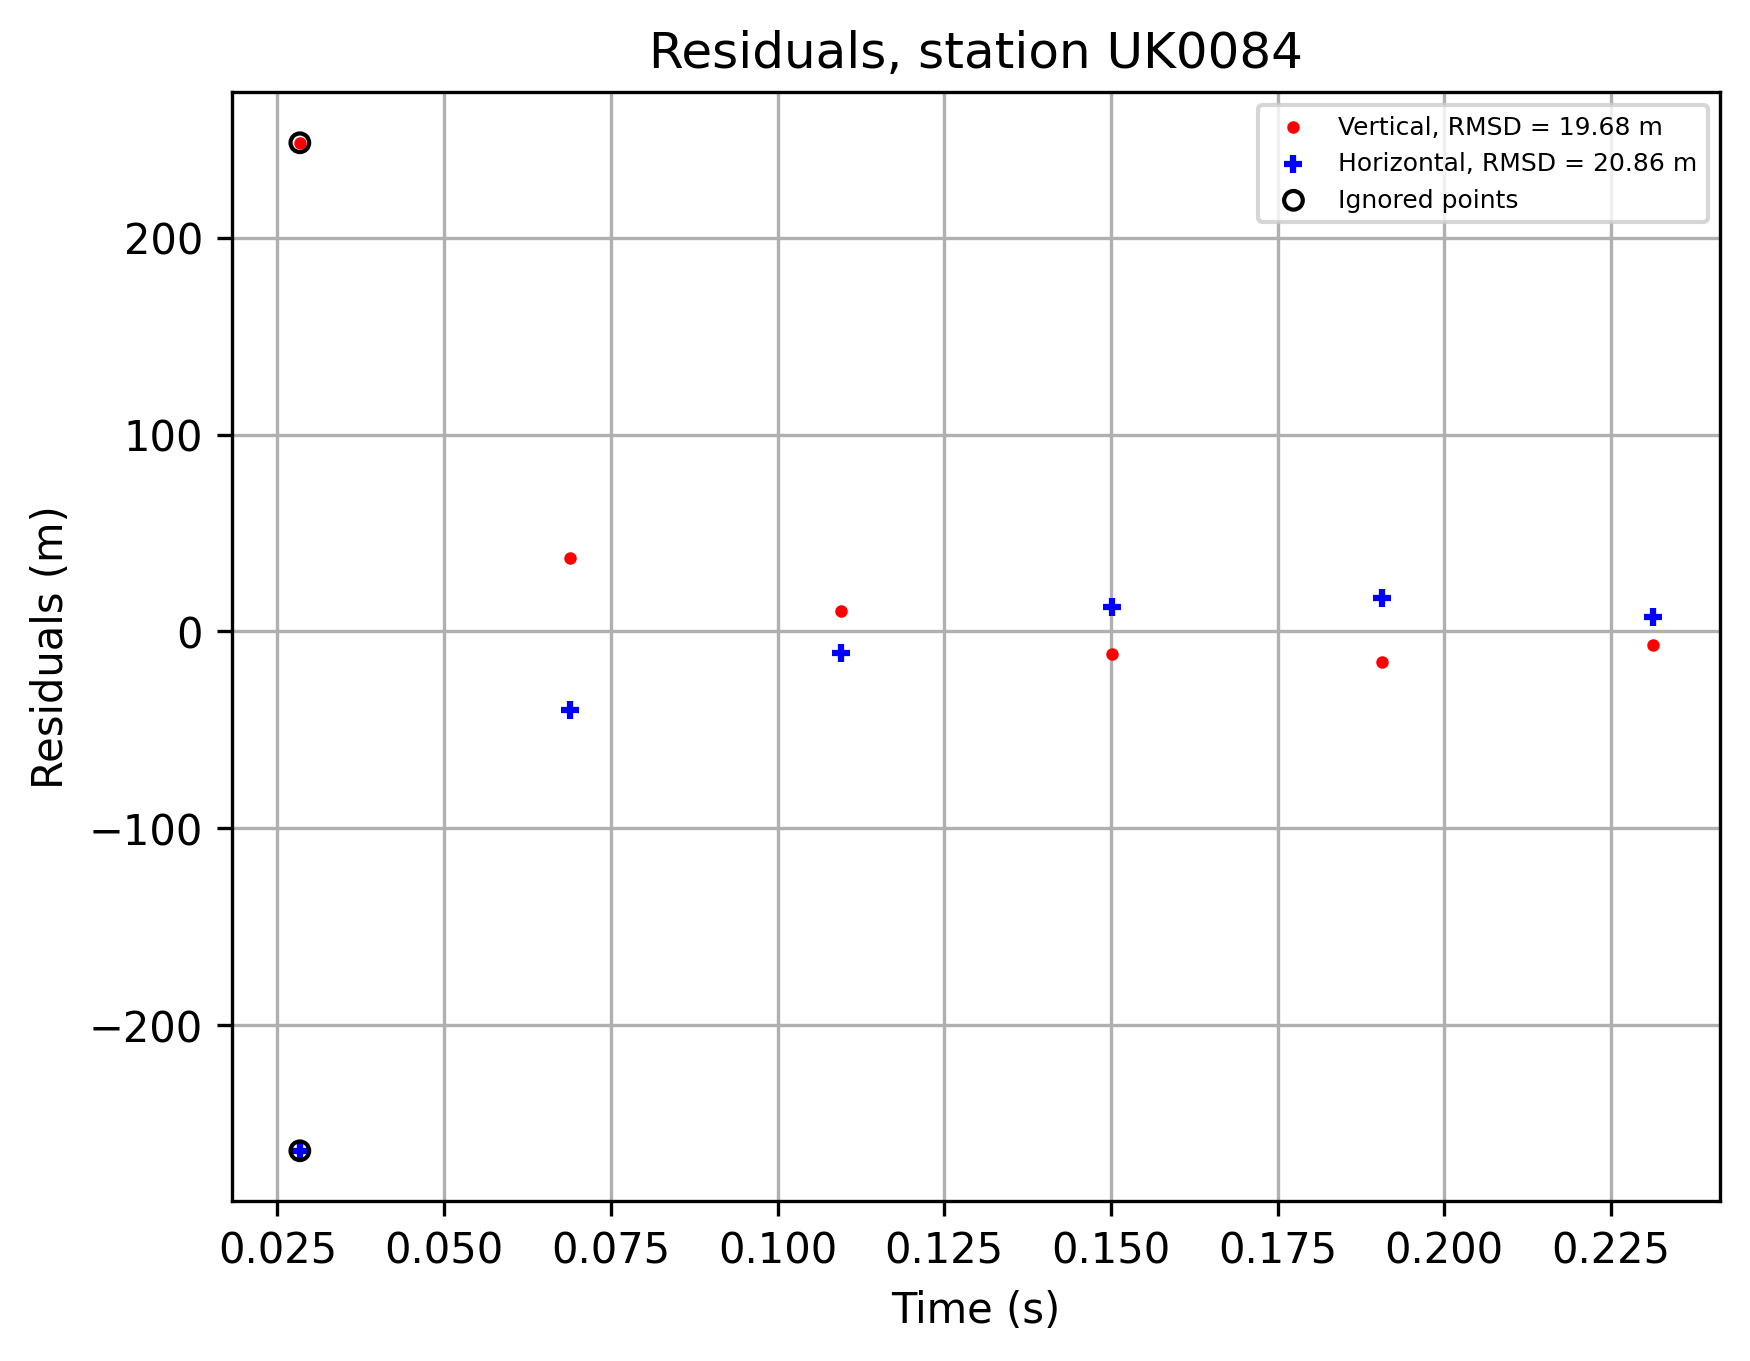 Residuals, station UK0084
Vertical, RMSD = 19.68 m
Horizontal, RMSD = 20.86 m
Ignored points
200
100
0
−100
−200
Residuals (m)
0.025 0.050 0.075 0.100 0.125 0.150 0.175 0.200 0.225
Time (s)